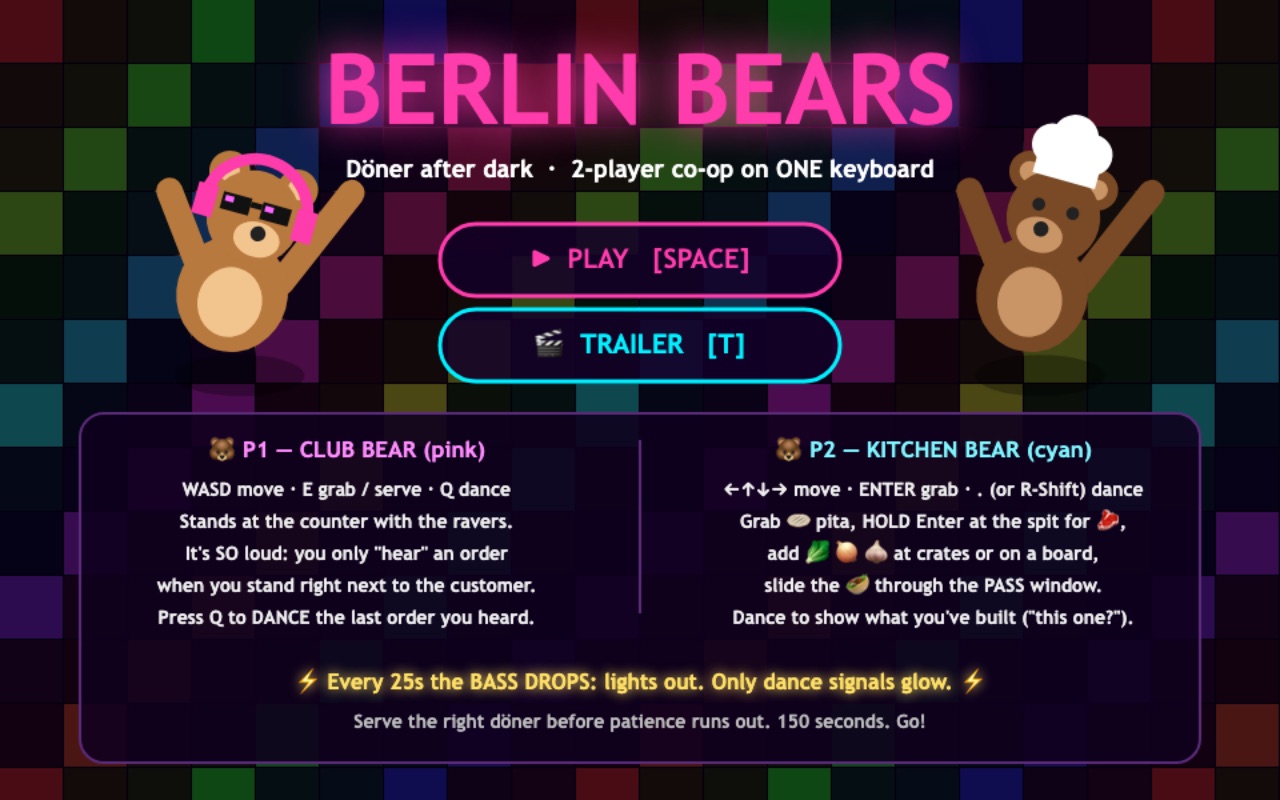 BERLIN BEARS
Döner after dark · 2-player co-op on ONE keyboard
▶ PLAY [SPACE]
🎬 TRAILER [T]
🐻 P1 — CLUB BEAR (pink)
WASD move · E grab / serve · Q dance
Stands at the counter with the ravers.
It's SO loud: you only "hear" an order
when you stand right next to the customer.
Press Q to DANCE the last order you heard.
🐻 P2 — KITCHEN BEAR (cyan)
←↑↓→ move · ENTER grab · . (or R-Shift) dance
Grab 🫓 pita, HOLD Enter at the spit for 🥩,
add 🥬 🧅 🧄 at crates or on a board,
slide the 🥙 through the PASS window.
Dance to show what you've built ("this one?").
⚡ Every 25s the BASS DROPS: lights out. Only dance signals glow. ⚡
Serve the right döner before patience runs out. 150 seconds. Go!